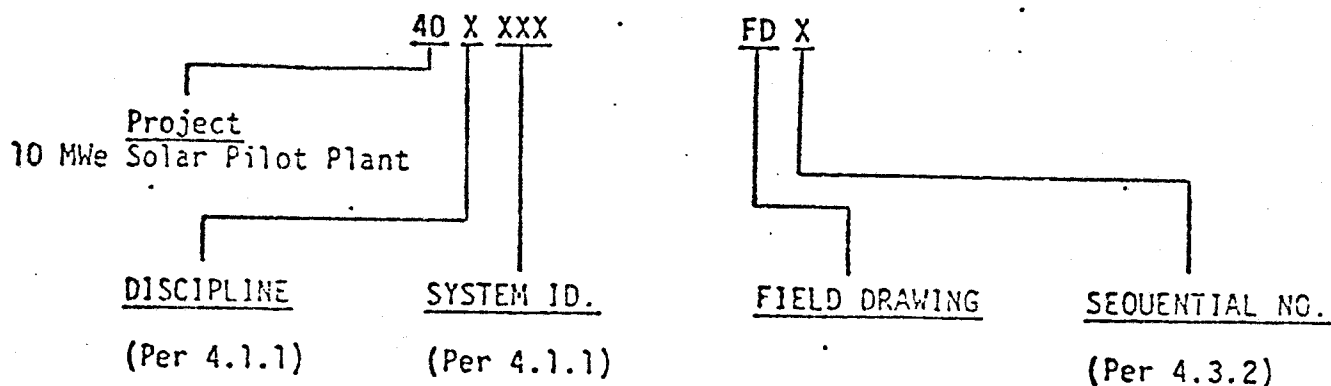 40 X XXX FD X
Project
10 MWe Solar Pilot Plant
DISCIPLINE SYSTEM ID. FIELD DRAWING SEQUENTIAL NO.
(Per 4.1.1) (Per 4.1.1) (Per 4.3.2)